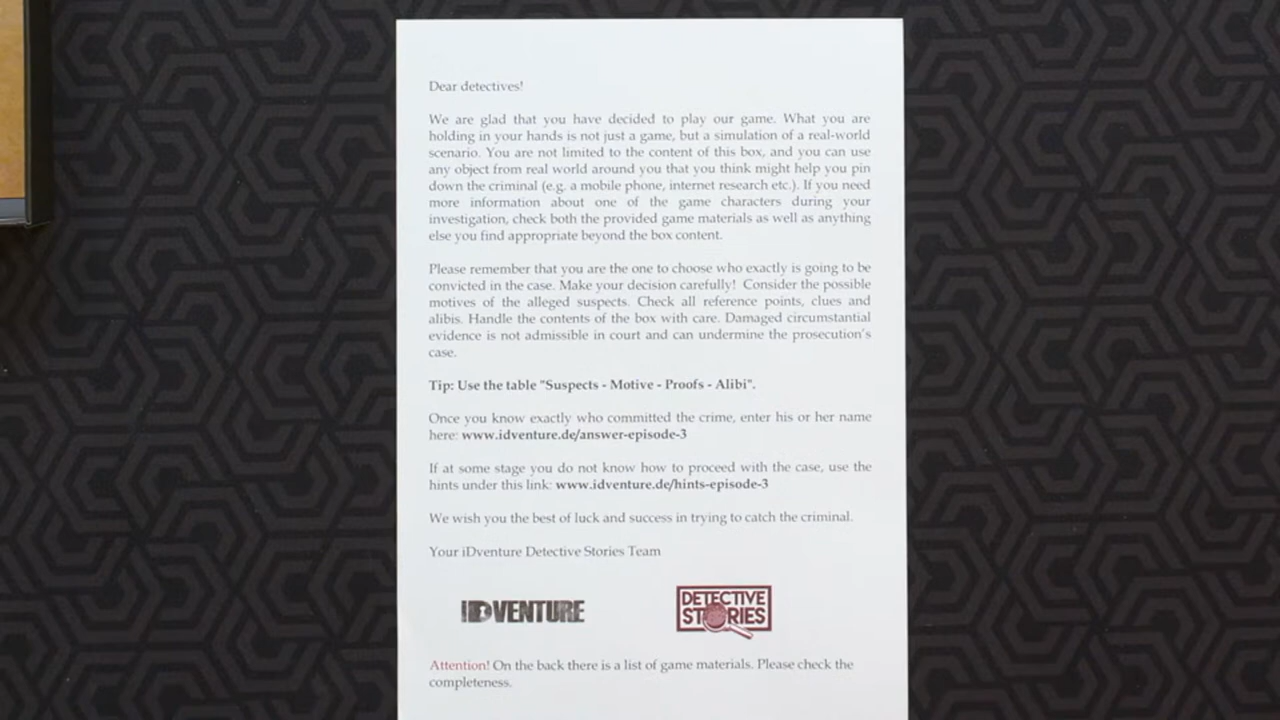 Dear detectives!
We are glad that you have decided to play our game. What you are
holding in your hands is not just a game, but a simulation of a real-world
scenario. You are not limited to the content of this box, and you can use
any object from real world around you that you think might help you pin
down the criminal (e.g. a mobile phone, internet research etc.). If you need
more information about one of the game characters during your
investigation, check both the provided game materials as well as anything
else you find appropriate beyond the box content.
Please remember that you are the one to choose who exactly is going to be
convicted in the case. Make your decision carefully! Consider the possible
motives of the alleged suspects. Check all reference points, clues and
alibis. Handle the contents of the box with care. Damaged circumstantial
evidence is not admissible in court and can undermine the prosecution's
case.
Tip: Use the table "Suspects - Motive - Proofs - Alibi".
Once you know exactly who committed the crime, enter his or her name
here: www.idventure.de/answer-episode-3
If at some stage you do not know how to proceed with the case, use the
hints under this link: www.idventure.de/hints-episode-3
We wish you the best of luck and success in trying to catch the criminal.
Your iDventure Detective Stories Team
IDVENTURE
DETECTIVE
STORIES
Attention! On the back there is a list of game materials. Please check the
completeness.